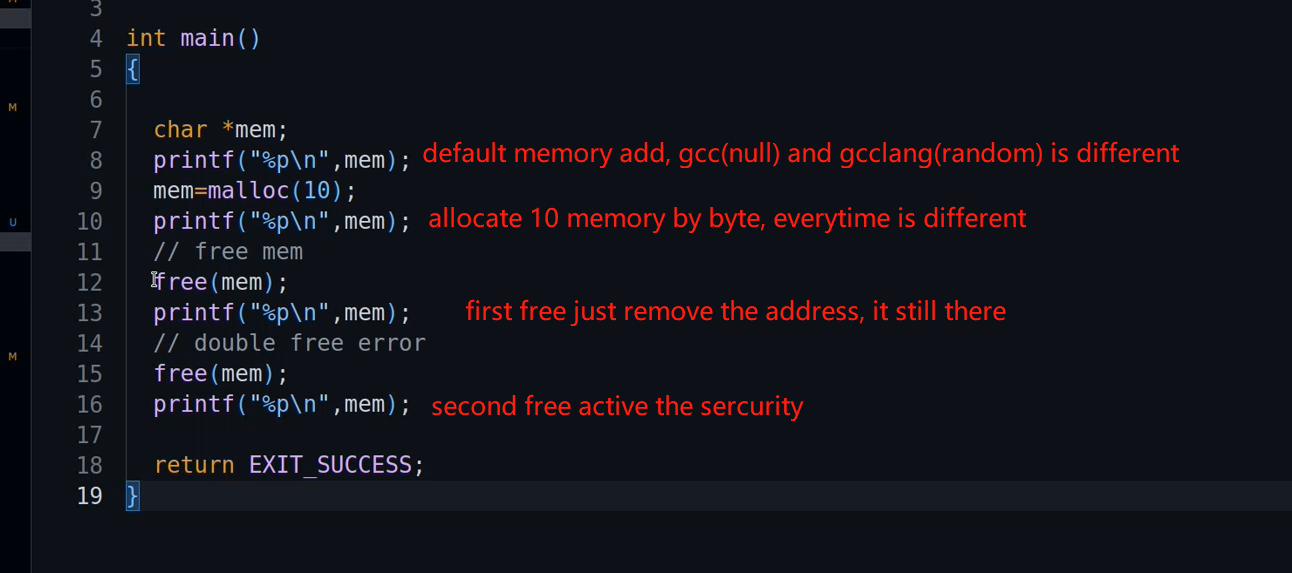 M
3
4 int main()
5 {
6
M
7 char *mem;
8 printf("%p\n",mem); default memory add, gcc(null) and gcclang(random) is different
9 mem=malloc(10);
U
10 printf("%p\n",mem); allocate 10 memory by byte, everytime is different
11 // free mem
12 free(mem);
13 printf("%p\n",mem); first free just remove the address, it still there
14 // double free error
M
15 free(mem);
16 printf("%p\n",mem); second free active the sercurity
17
18 return EXIT_SUCCESS;
19 }